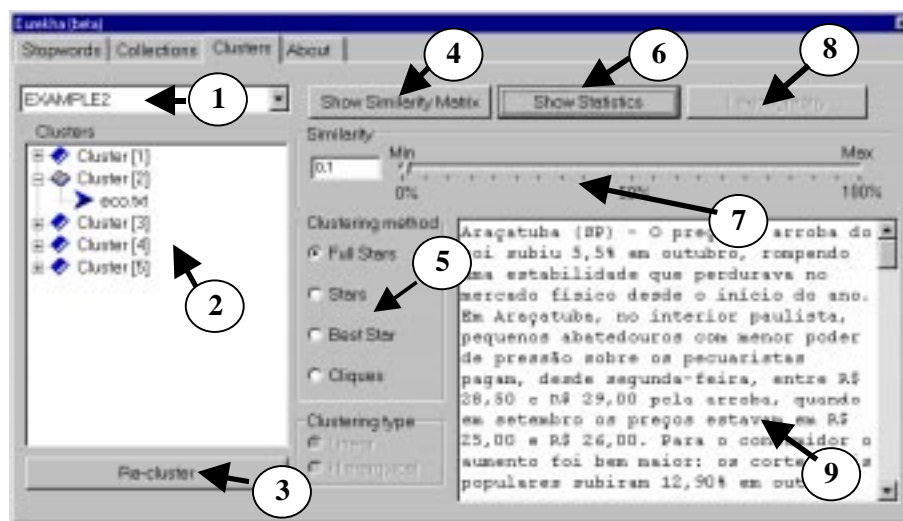 Eurekha (beta)
Stopwords Collections Clusters About
4 6 8
EXAMPLE2 1 Show Similarity Matrix Show Statistics
Clusters
Cluster [1]
Cluster [2]
eco.txt
Cluster [3]
Cluster [4]
Cluster [5]
2
Re-cluster
3
Similarity
0.1 Min Max
0% 50% 100%
7
Clustering method
Full Stars
Stars
Best Star
Cliques
5
Clustering type
Linear
Araçatuba (SP) - O arroba do
boi subiu 5,5% em outubro, rompendo
uma estabilidade que perdurava no
mercado físico desde o início do ano.
Em Araçatuba, no interior paulista,
pequenos abatedouros com menor poder
de pressão sobre os pecuaristas
pagam, desde segunda-feira, entre R$
28,50 e R$ 29,00 pela arroba, quando
em setembro os preços estavam em R$
25,00 e R$ 26,00. Para o consumidor o
aumento foi bem maior: os
populares subiram 12,90% em
9